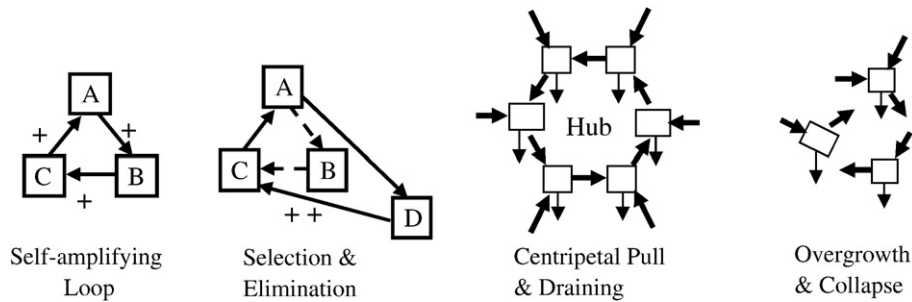 A
+
+
C
B
+
Self-amplifying
Loop
A
C
B
+ +
D
Selection &
Elimination
Hub
Centripetal Pull
& Draining
Overgrowth
& Collapse